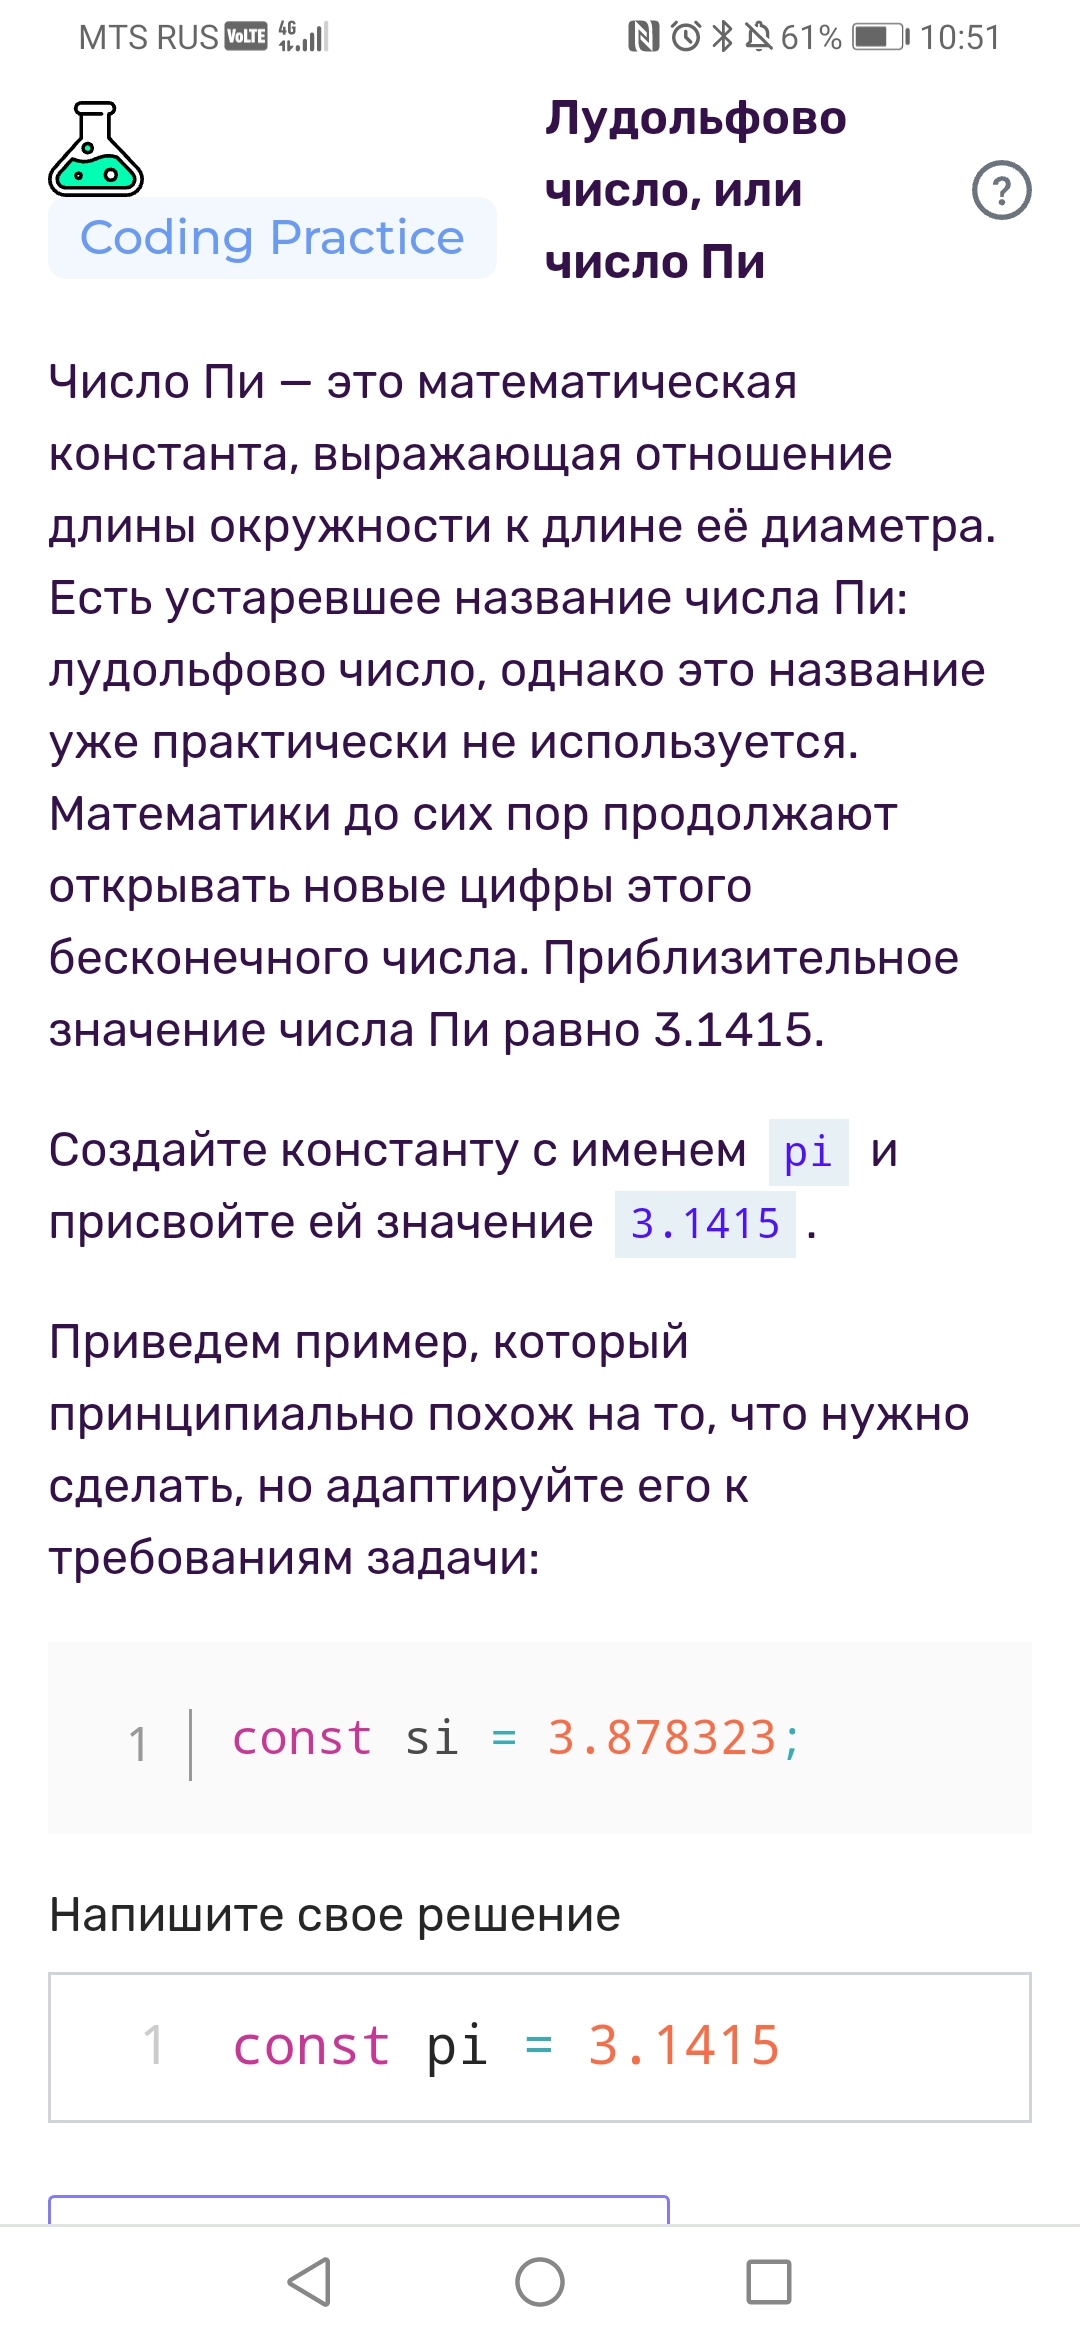 MTS RUS VoLTE 4G 61% 10:51
Лудольфово
число, или
число Пи
?
Coding Practice
Число Пи — это математическая
константа, выражающая отношение
длины окружности к длине её диаметра.
Есть устаревшее название числа Пи:
лудольфово число, однако это название
уже практически не используется.
Математики до сих пор продолжают
открывать новые цифры этого
бесконечного числа. Приблизительное
значение числа Пи равно 3.1415.
Создайте константу с именем pi и
присвойте ей значение 3.1415 .
Приведем пример, который
принципиально похож на то, что нужно
сделать, но адаптируйте его к
требованиям задачи:
1 const si = 3.878323;
Напишите свое решение
1 const pi = 3.1415